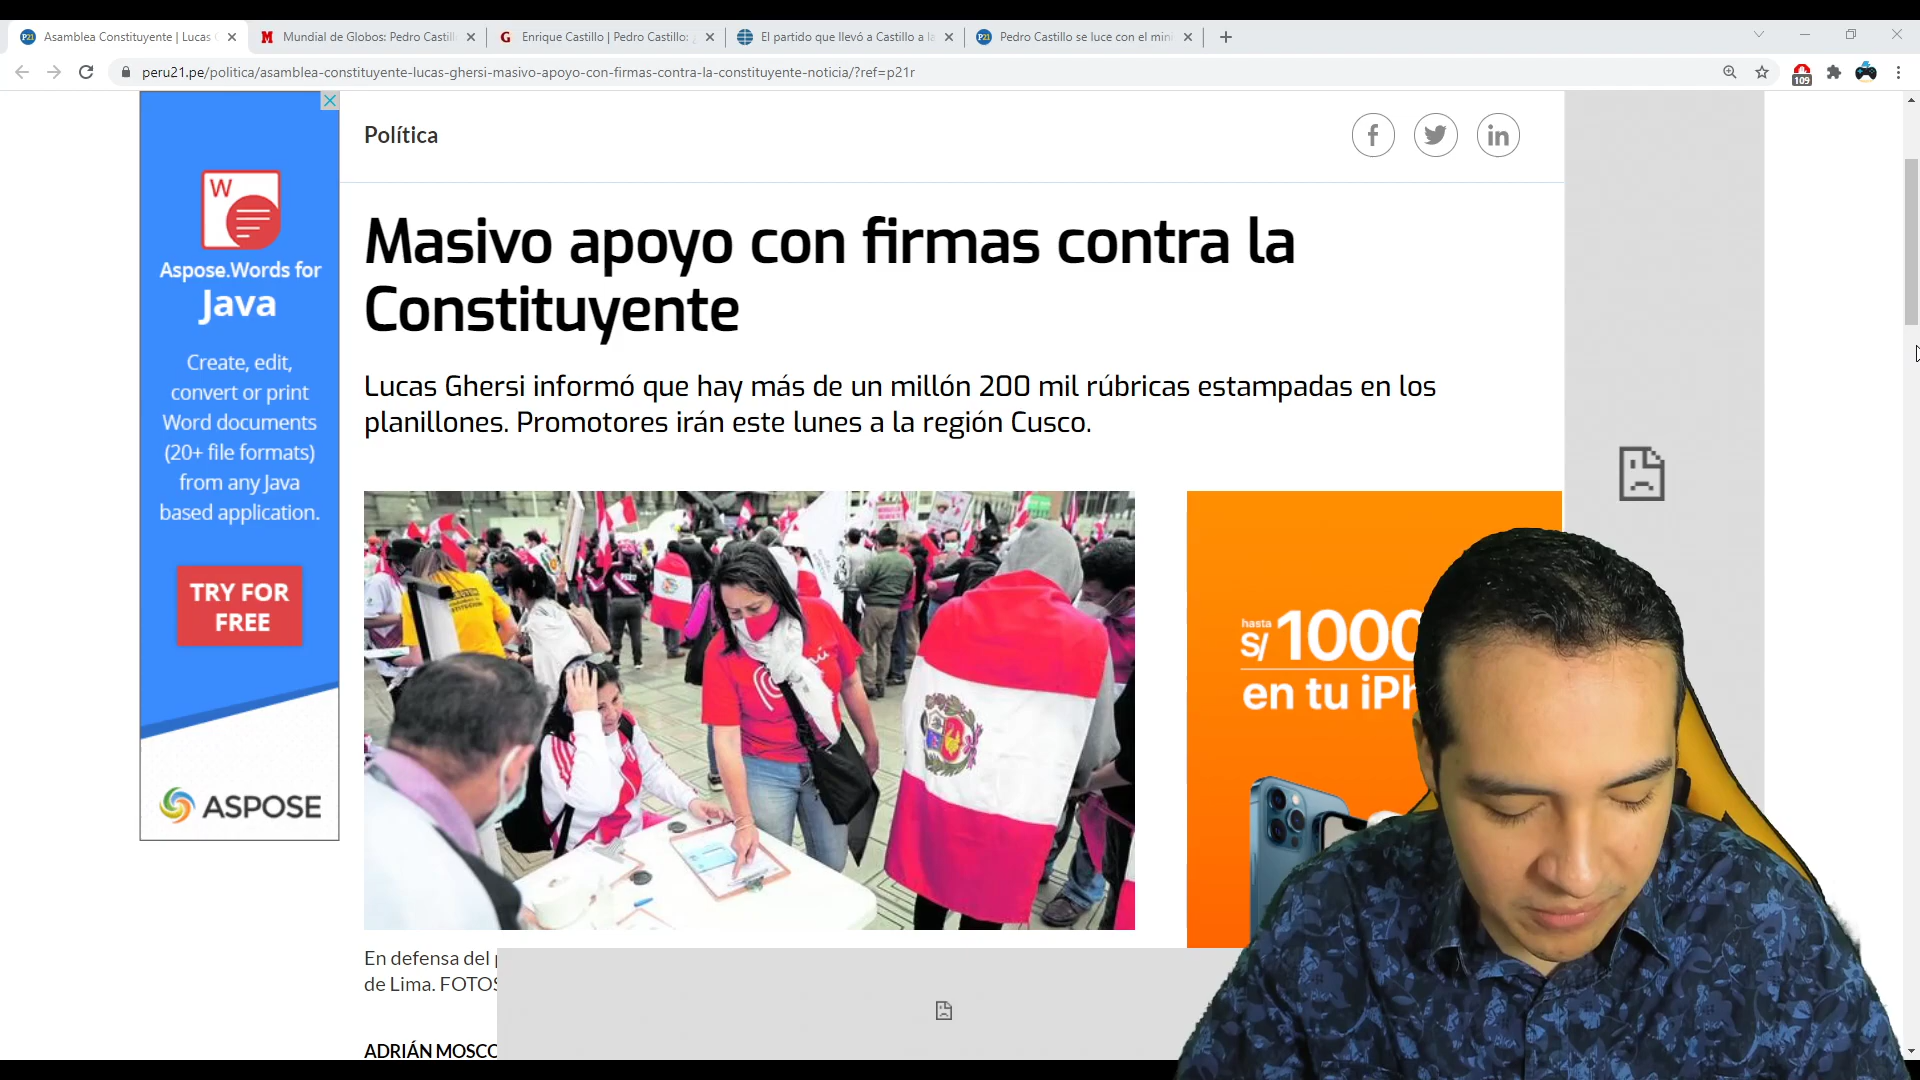 Asamblea Constituyente | Lucas
Mundial de Globos: Pedro Castill
Enrique Castillo | Pedro Castillo:
El partido que llevó a Castillo a la
Pedro Castillo se luce con el min
peru21.pe/politica/asamblea-constituyente-lucas-ghersi-masivo-apoyo-con-firmas-contra-la-constituyente-noticia/?ref=p21r
109
Política
Masivo apoyo con firmas contra la
Constituyente
Lucas Ghersi informó que hay más de un millón 200 mil rúbricas estampadas en los
planillones. Promotores irán este lunes a la región Cusco.
W
Aspose.Words for
Java
Create, edit,
convert or print
Word documents
(20+ file formats)
from any Java
based application.
TRY FOR
FREE
ASPOSE
hasta
S/ 1000
en tu iPh
En defensa del
de Lima. FOTOS
ADRIÁN MOSCO